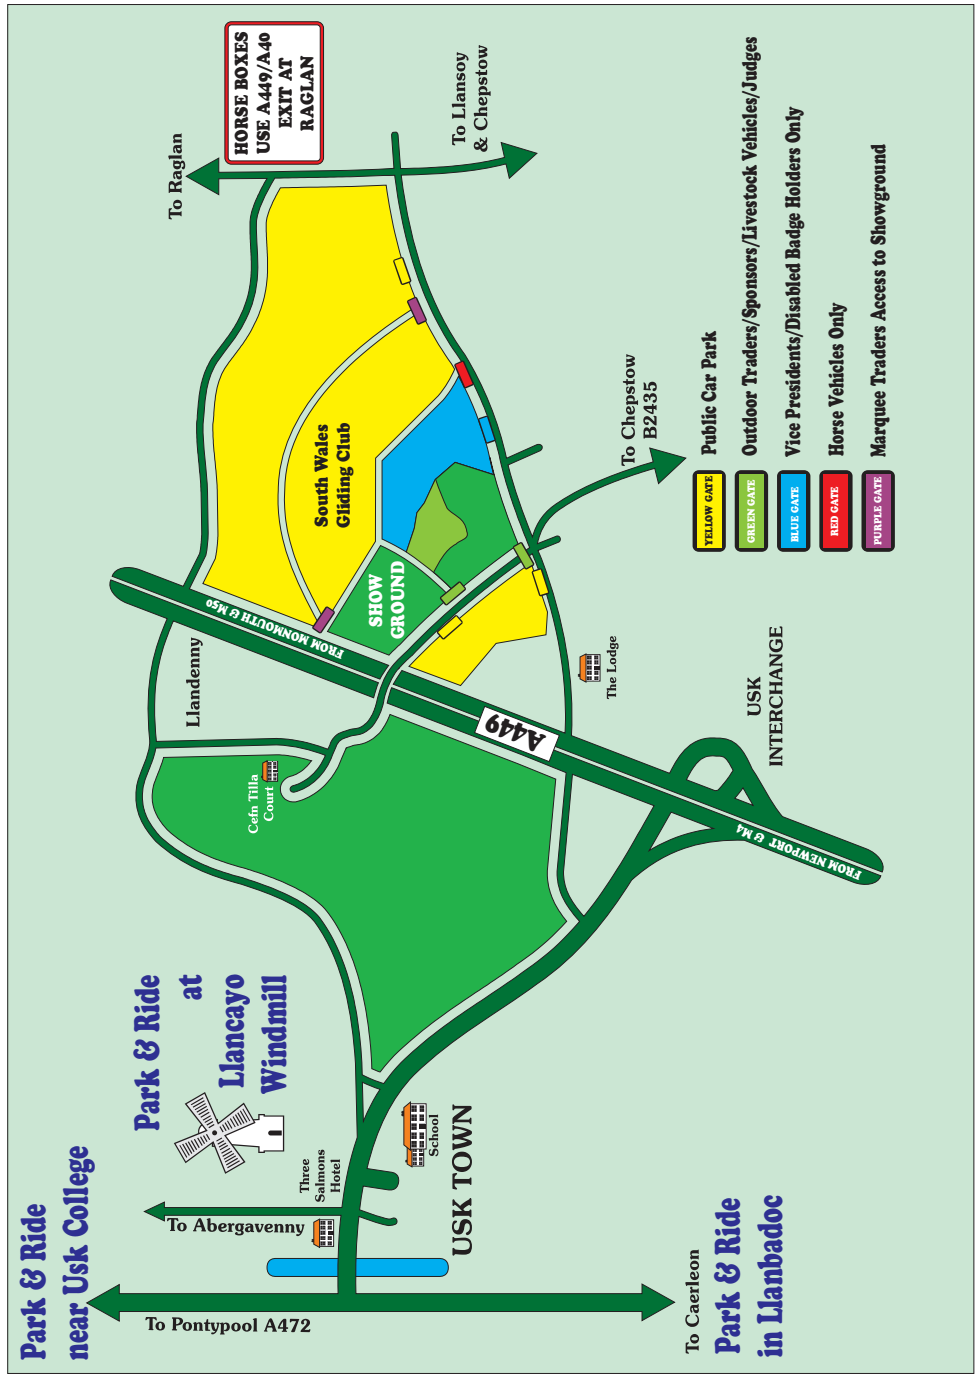 Park & Ride
near Usk College
To Pontypool A472
To Abergavenny
Three
Salmons
Hotel
Park & Ride
at
Llancayo
Windmill
School
USK TOWN
To Caerleon
Park & Ride
in Llanbadoc
Cefn Tilla
Court
Llandenny
FROM MONMOUTH & M50
A449
FROM NEWPORT & M4
USK
INTERCHANGE
The Lodge
SHOW
GROUND
South Wales
Gliding Club
To Raglan
HORSE BOXES
USE A449/A40
EXIT AT
RAGLAN
To Llansoy
& Chepstow
To Chepstow
B2435
YELLOW GATE Public Car Park
GREEN GATE Outdoor Traders/Sponsors/Livestock Vehicles/Judges
BLUE GATE Vice Presidents/Disabled Badge Holders Only
RED GATE Horse Vehicles Only
PURPLE GATE Marquee Traders Access to Showground